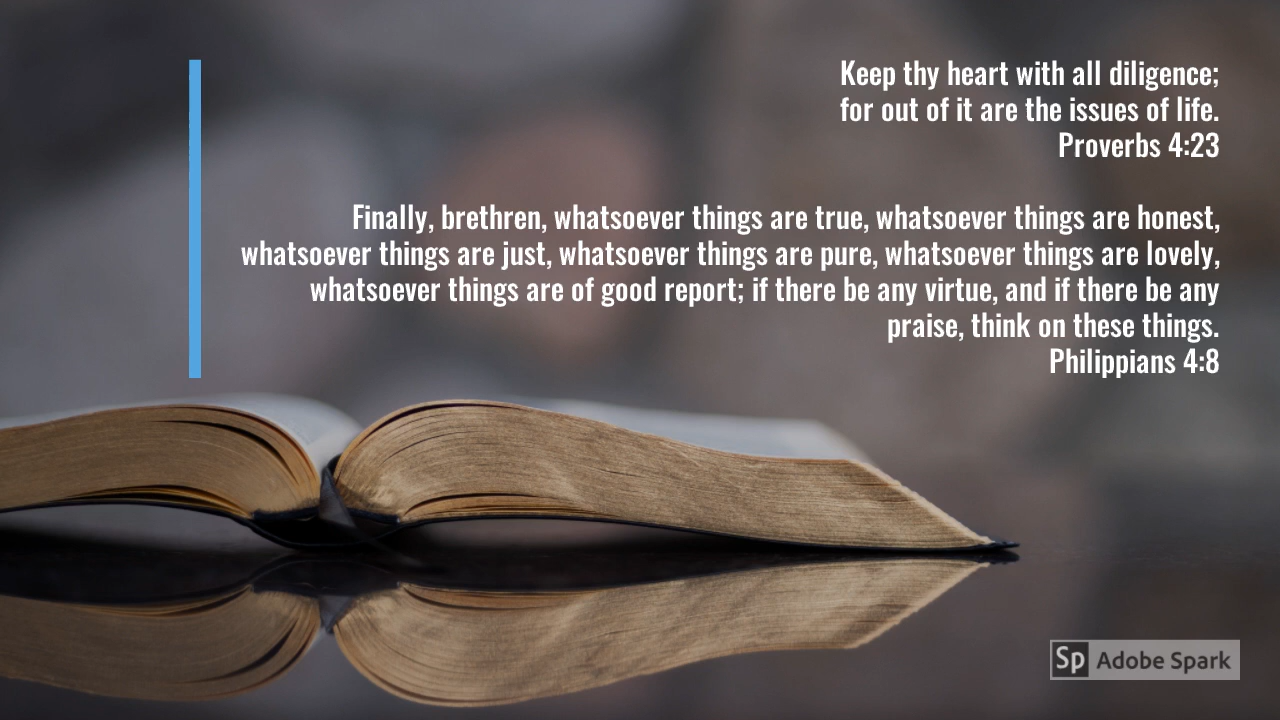 Keep thy heart with all diligence;
for out of it are the issues of life.
Proverbs 4:23
Finally, brethren, whatsoever things are true, whatsoever things are honest,
whatsoever things are just, whatsoever things are pure, whatsoever things are lovely,
whatsoever things are of good report; if there be any virtue, and if there be any
praise, think on these things.
Philippians 4:8
Sp Adobe Spark